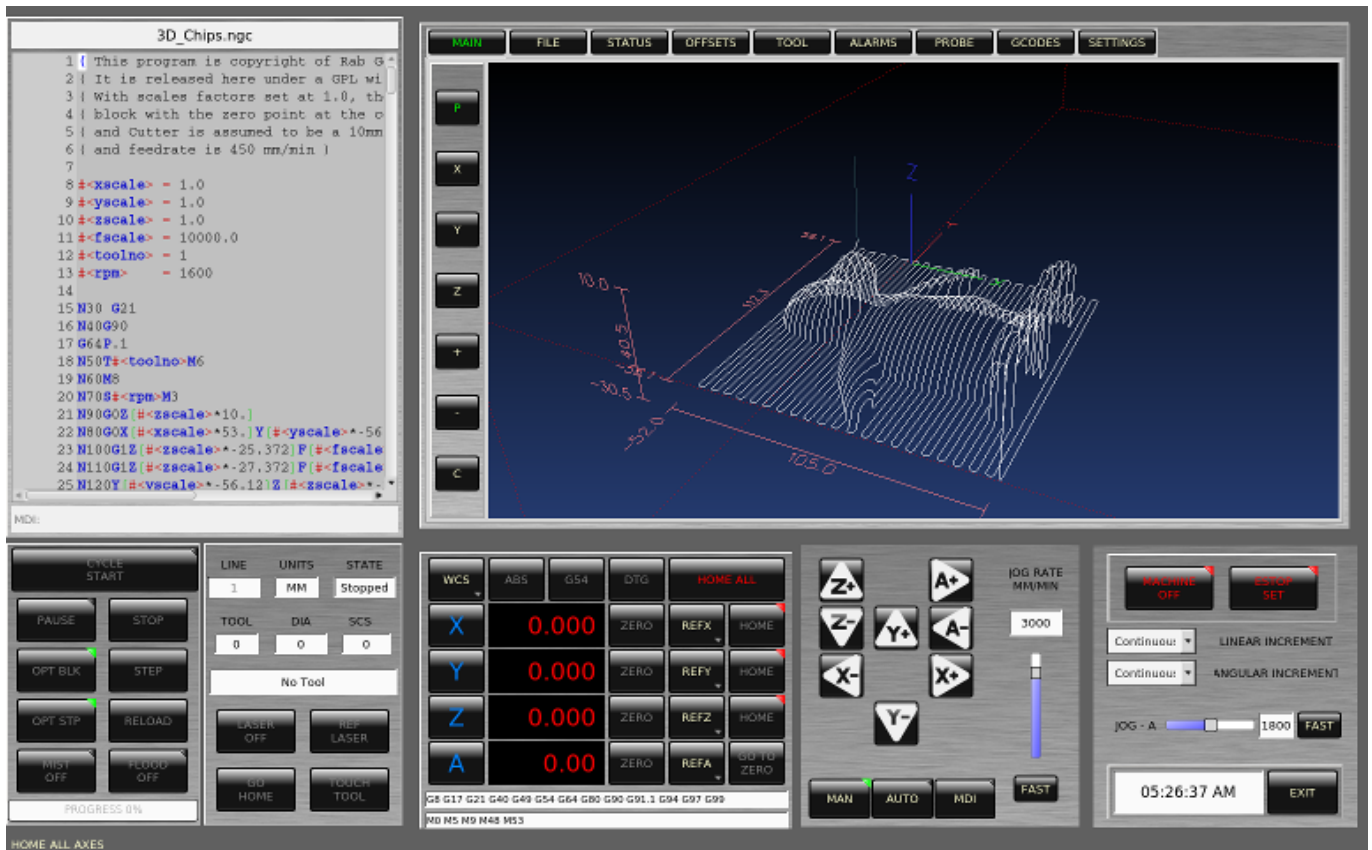 3D_Chips.ngc
1 ( This program is copyright of Rab G
2 ( It is released here under a GPL wi
3 ( With scales factors set at 1.0, th
4 ( block with the zero point at the c
5 ( and Cutter is assumed to be a 10mm
6 ( and feedrate is 450 mm/min )
7
8 #<xscale> = 1.0
9 #<yscale> = 1.0
10 #<zscale> = 1.0
11 #<fscale> = 10000.0
12 #<toolno> = 1
13 #<rpm> = 1600
14
15 N30 G21
16 N40G90
17 G64P.1
18 N50T#<toolno>M6
19 N60M8
20 N70S#<rpm>M3
21 N90G0Z[#<zscale>*10.]
22 N80G0X[#<xscale>*53.]Y[#<yscale>*-56
23 N100G1Z[#<zscale>*-25.372]F[#<fscale
24 N110G1Z[#<zscale>*-27.372]F[#<fscale
25 N120Y[#<yscale>*-56.12]Z[#<zscale>*-
MDI:
MAIN FILE STATUS OFFSETS TOOL ALARMS PROBE GCODES SETTINGS
P
X
Y
Z
+
-
C
Z
10.0
40.5
-30.5
-52.0
105.0
CYCLE
START
PAUSE STOP
OPT BLK STEP
OPT STP RELOAD
MIST
OFF
FLOOD
OFF
PROGRESS 0%
LINE UNITS STATE
1 MM Stopped
TOOL DIA SCS
0 0 0
No Tool
LASER
OFF
REF
LASER
GO
HOME
TOUCH
TOOL
WCS ABS G54 DTG HOME ALL
X 0.000 ZERO REFX HOME
Y 0.000 ZERO REFY HOME
Z 0.000 ZERO REFZ HOME
A 0.00 ZERO REFA GO TO
ZERO
G8 G17 G21 G40 G49 G54 G64 G80 G90 G91.1 G94 G97 G99
M0 M5 M9 M48 M53
Z+ A+
Z- Y+ A-
X- X+
Y-
JOG RATE
MM/MIN
3000
FAST
MAN AUTO MDI
MACHINE
OFF
ESTOP
SET
Continuou: LINEAR INCREMENT
Continuou: ANGULAR INCREMENT
JOG - A 1800 FAST
05:26:37 AM EXIT
HOME ALL AXES